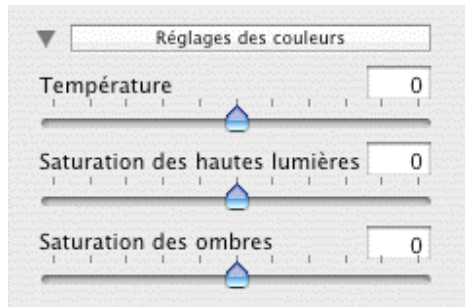 Réglages des couleurs
Température 0
Saturation des hautes lumières 0
Saturation des ombres 0